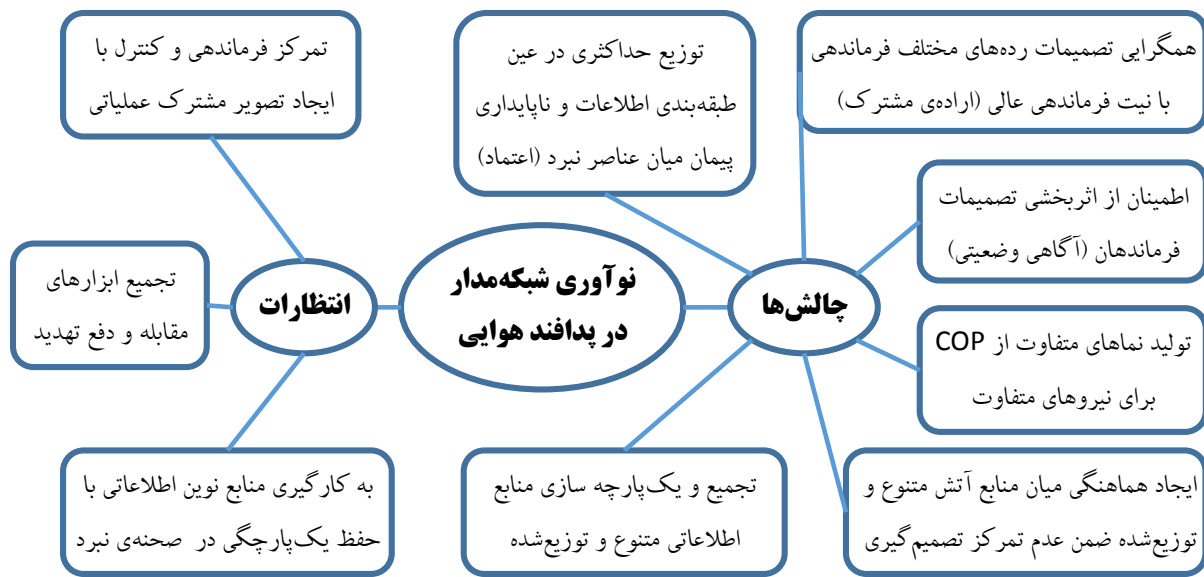 همگرایی تصمیمات رده‌های مختلف فرماندهی
با نیت فرماندهی عالی (اراده‌ی مشترک)
توزیع حداکثری در عین
طبقه‌بندی اطلاعات و ناپایداری
پیمان میان عناصر نبرد (اعتماد)
تمرکز فرماندهی و کنترل با
ایجاد تصویر مشترک عملیاتی
اطمینان از اثربخشی تصمیمات
فرماندهان (آگاهی وضعیتی)
چالش‌ها
نوآوری شبکه‌مدار
در پدافند هوایی
انتظارات
تجمیع ابزارهای
مقابله و دفع تهدید
تولید نماهای متفاوت از COP
برای نیروهای متفاوت
ایجاد هماهنگی میان منابع آتش متنوع و
توزیع‌شده ضمن عدم تمرکز تصمیم‌گیری
تجمیع و یک‌پارچه سازی منابع
اطلاعاتی متنوع و توزیع‌شده
به کارگیری منابع نوین اطلاعاتی با
حفظ یک‌پارچگی در صحنه‌ی نبرد